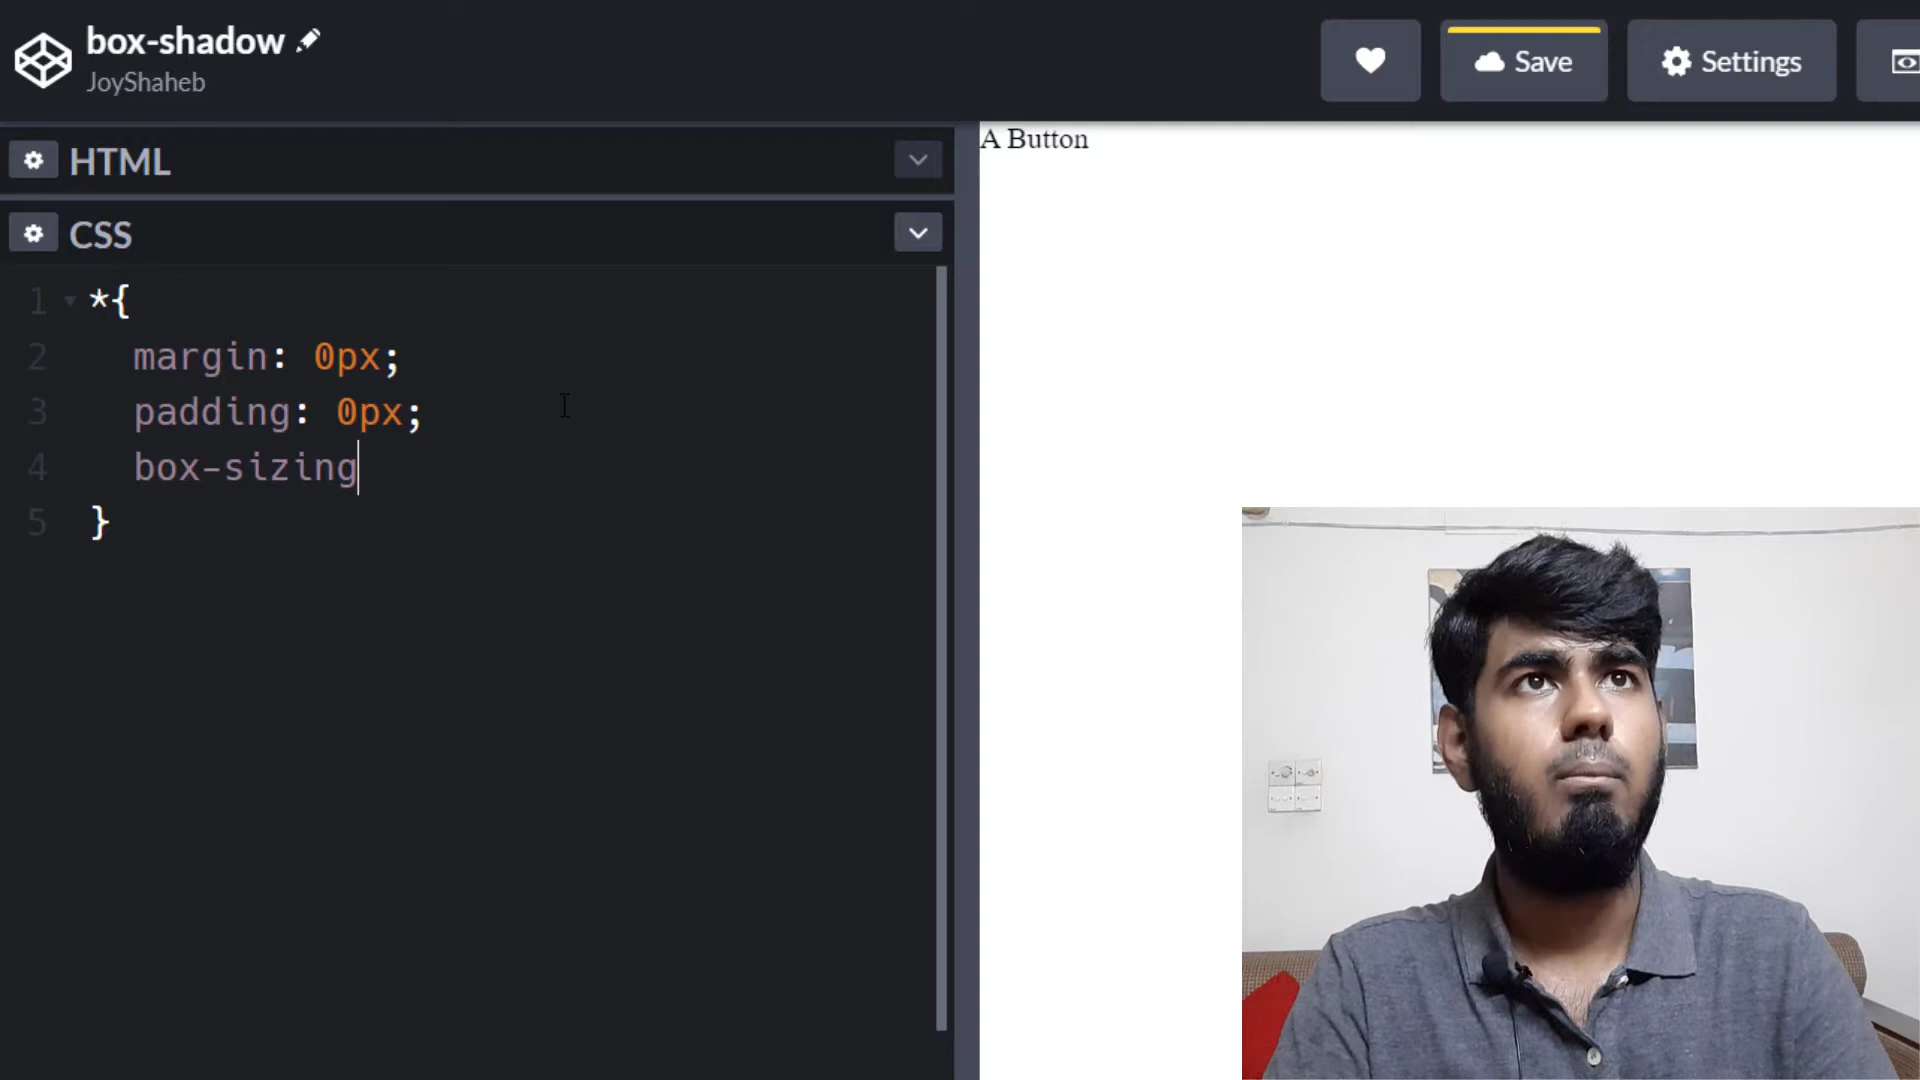 box-shadow
JoyShaheb
Save
Settings
HTML
CSS
A Button
1 *{
2 margin: 0px;
3 padding: 0px;
4 box-sizing
5 }